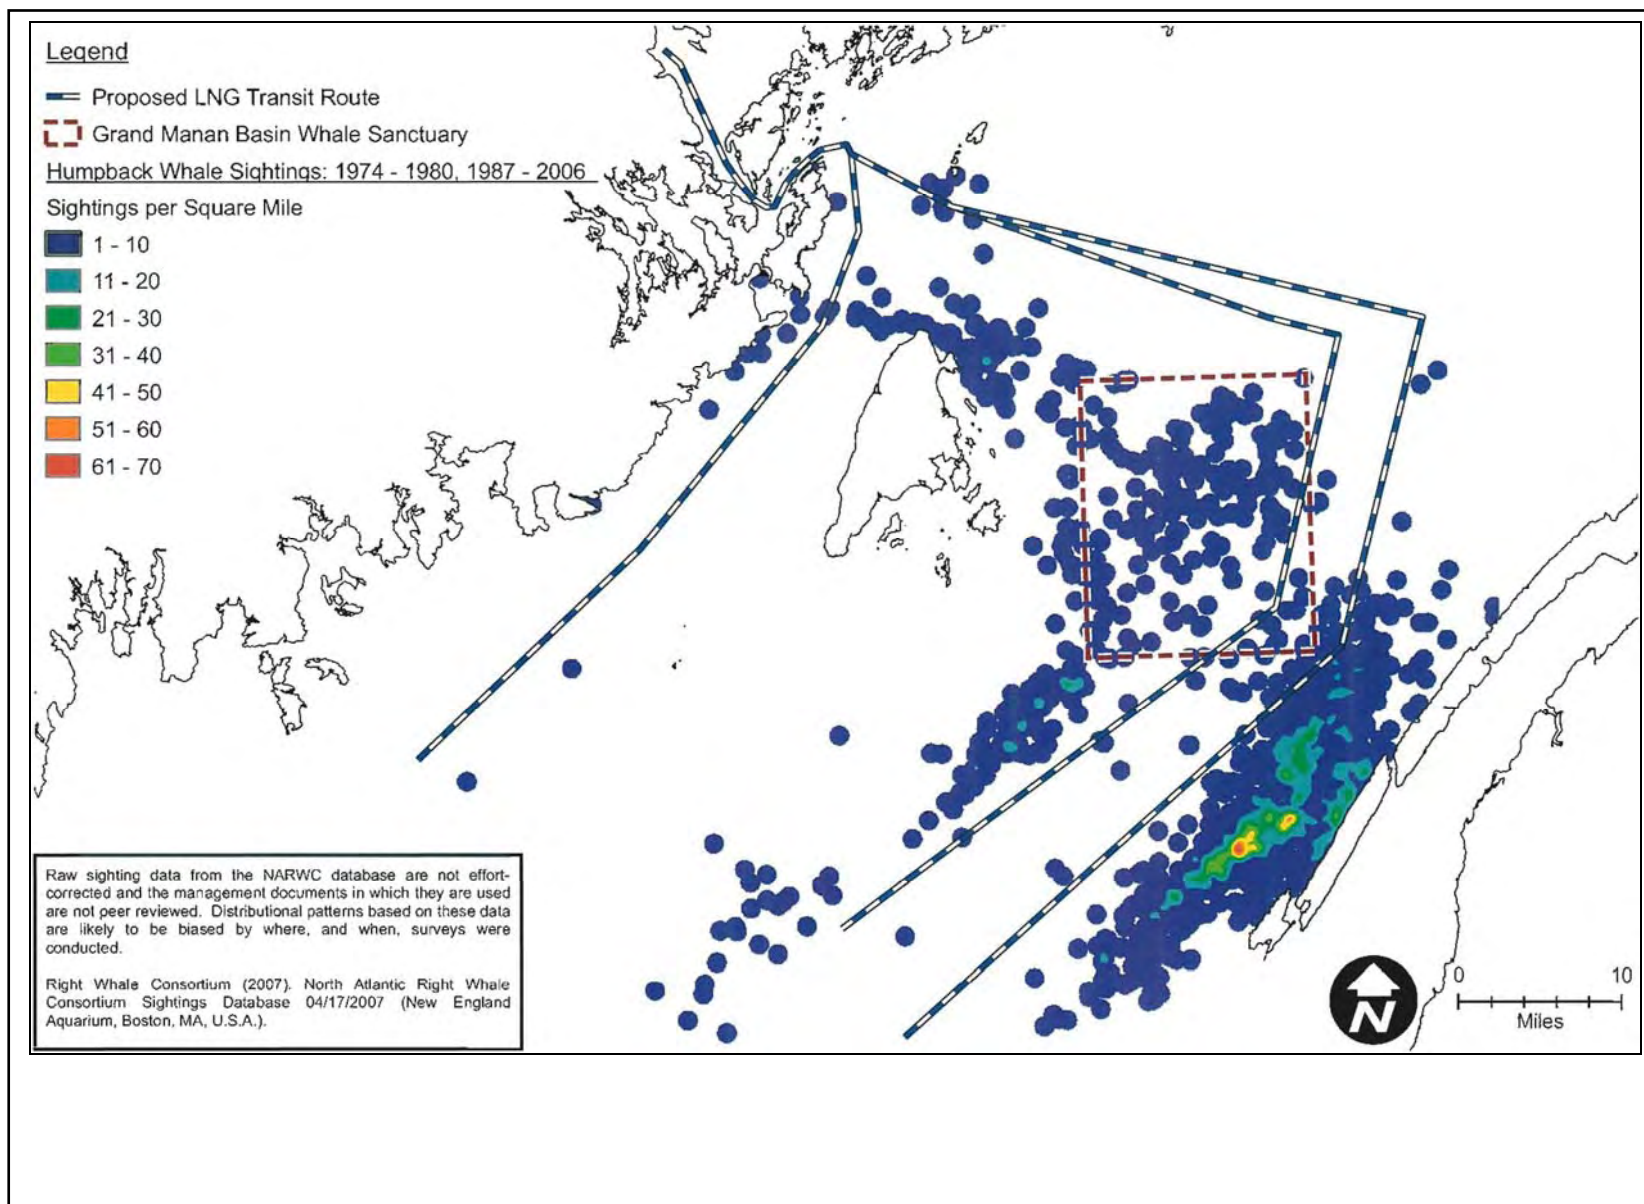 Legend
Proposed LNG Transit Route
Grand Manan Basin Whale Sanctuary
Humpback Whale Sightings: 1974 - 1980, 1987 - 2006
Sightings per Square Mile
1 - 10
11 - 20
21 - 30
31 - 40
41 - 50
51 - 60
61 - 70
Raw sighting data from the NARWC database are not effort-
corrected and the management documents in which they are used
are not peer reviewed. Distributional patterns based on these data
are likely to be biased by where, and when, surveys were
conducted.
Right Whale Consortium (2007). North Atlantic Right Whale
Consortium Sightings Database 04/17/2007 (New England
Aquarium, Boston, MA, U.S.A.).
N
0 10
Miles